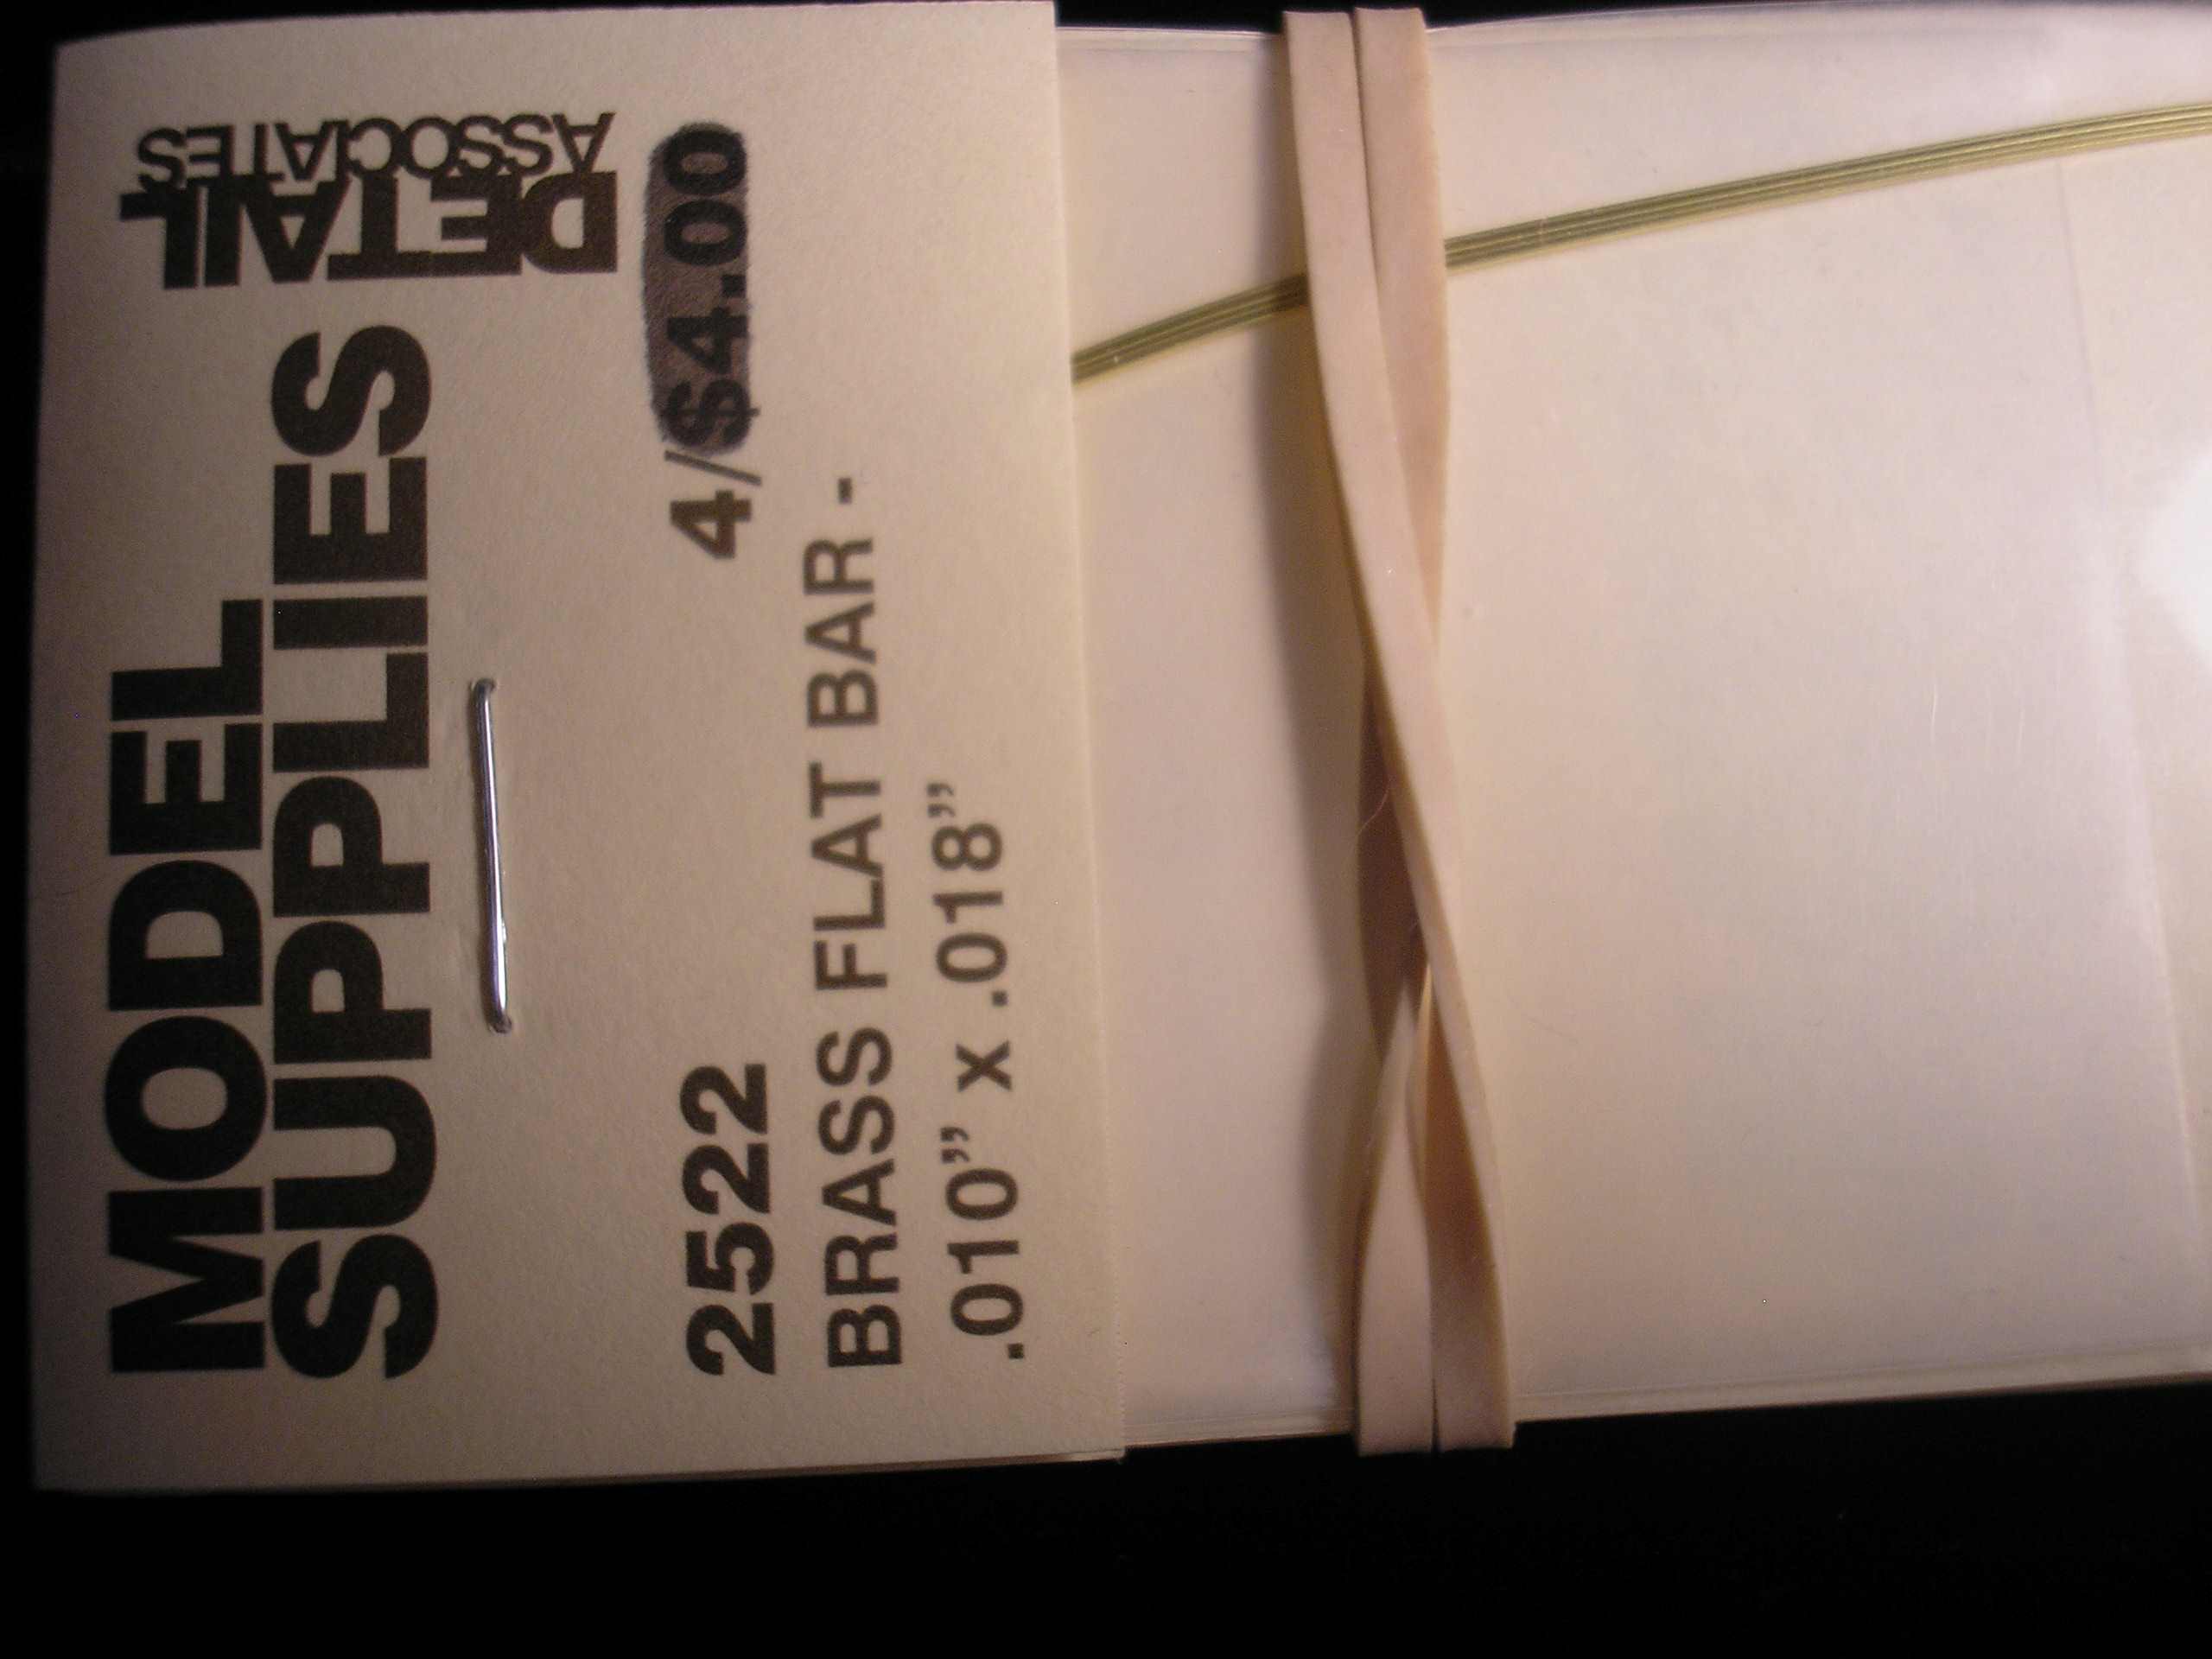 MODEL
SUPPLIES
DETAIL
ASSOCIATES
2522 4/$4.00
BRASS FLAT BAR -
.010” x .018”